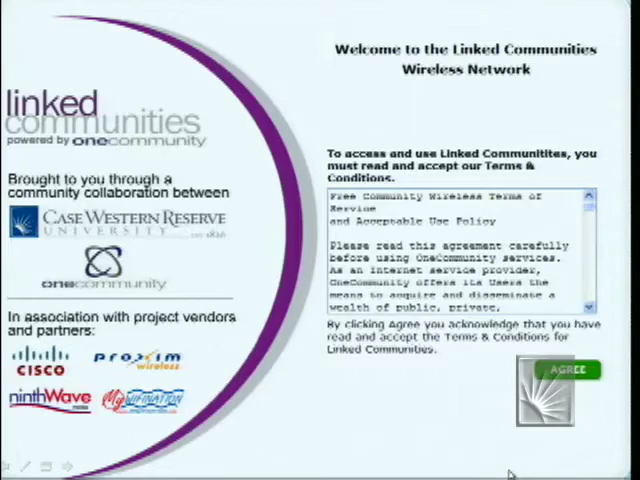 Welcome to the Linked Communities
Wireless Network
linked
communities
powered by onecommunity
Brought to you through a
community collaboration between
CASE WESTERN RESERVE
UNIVERSITY EST. 1826
onecommunity
In association with project vendors
and partners:
CISCO
proxim
wireless
ninthWave
My WIFINATION
To access and use Linked Communitites, you
must read and accept our Terms &
Conditions.
Free Community Wireless Terms of
Service
and Acceptable Use Policy
Please read this agreement carefully
before using OneCommunity services.
As an Internet service provider,
OneCommunity offers its Users the
means to acquire and disseminate a
wealth of public, private,
By clicking Agree you acknowledge that you have
read and accept the Terms & Conditions for
Linked Communities.
AGREE